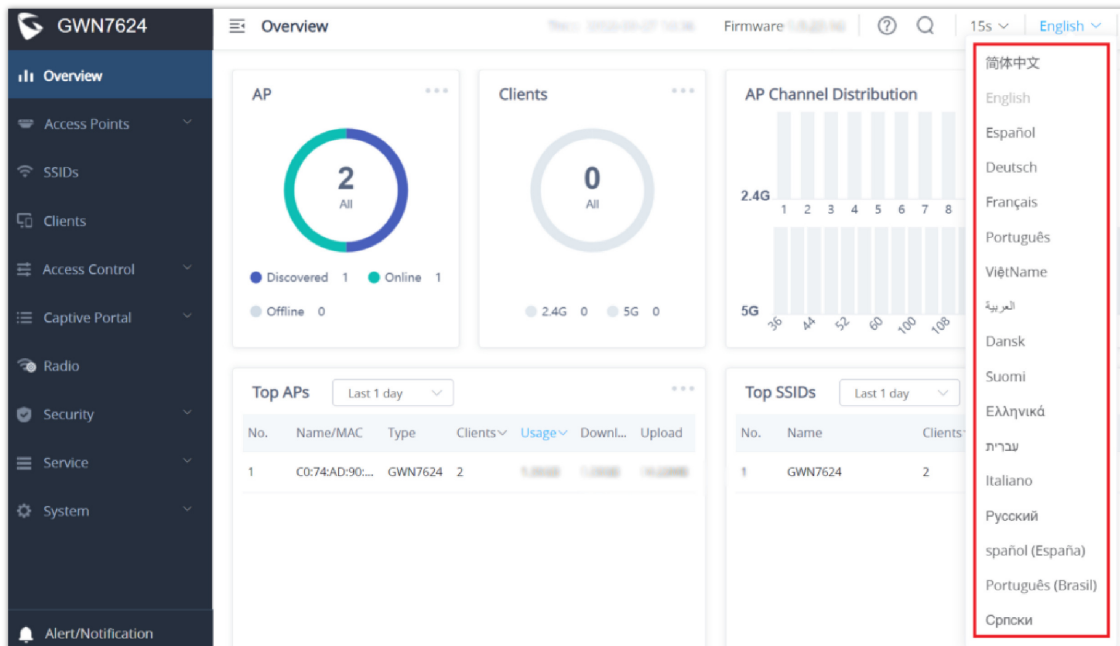 GWN7624
Overview
Firmware
15s
English
Overview
Access Points
SSIDs
Clients
Access Control
Captive Portal
Radio
Security
Service
System
Alert/Notification
AP
2
All
Discovered 1
Online 1
Offline 0
Clients
0
All
2.4G 0
5G 0
AP Channel Distribution
2.4G
1 2 3 4 5 6 7 8
5G
36 44 52 60 100 108
Top APs
Last 1 day
No. Name/MAC Type Clients Usage Downl... Upload
1 C0:74:AD:90:... GWN7624 2
Top SSIDs
Last 1 day
No. Name Clients
1 GWN7624 2
简体中文
English
Español
Deutsch
Français
Português
ViệtName
العربية
Dansk
Suomi
Ελληνικά
עברית
Italiano
Русский
spañol (España)
Português (Brasil)
Српски